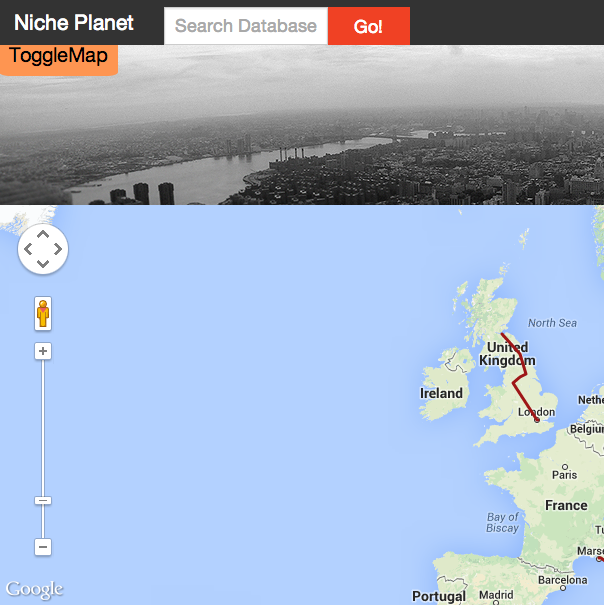 Niche Planet
Search Database
Go!
ToggleMap
North Sea
United
Kingdom
Ireland
London
Nethe
Belgiu
Paris
France
Bay of
Biscay
Tu
Marse
Barcelona
Portugal
Madrid
Google